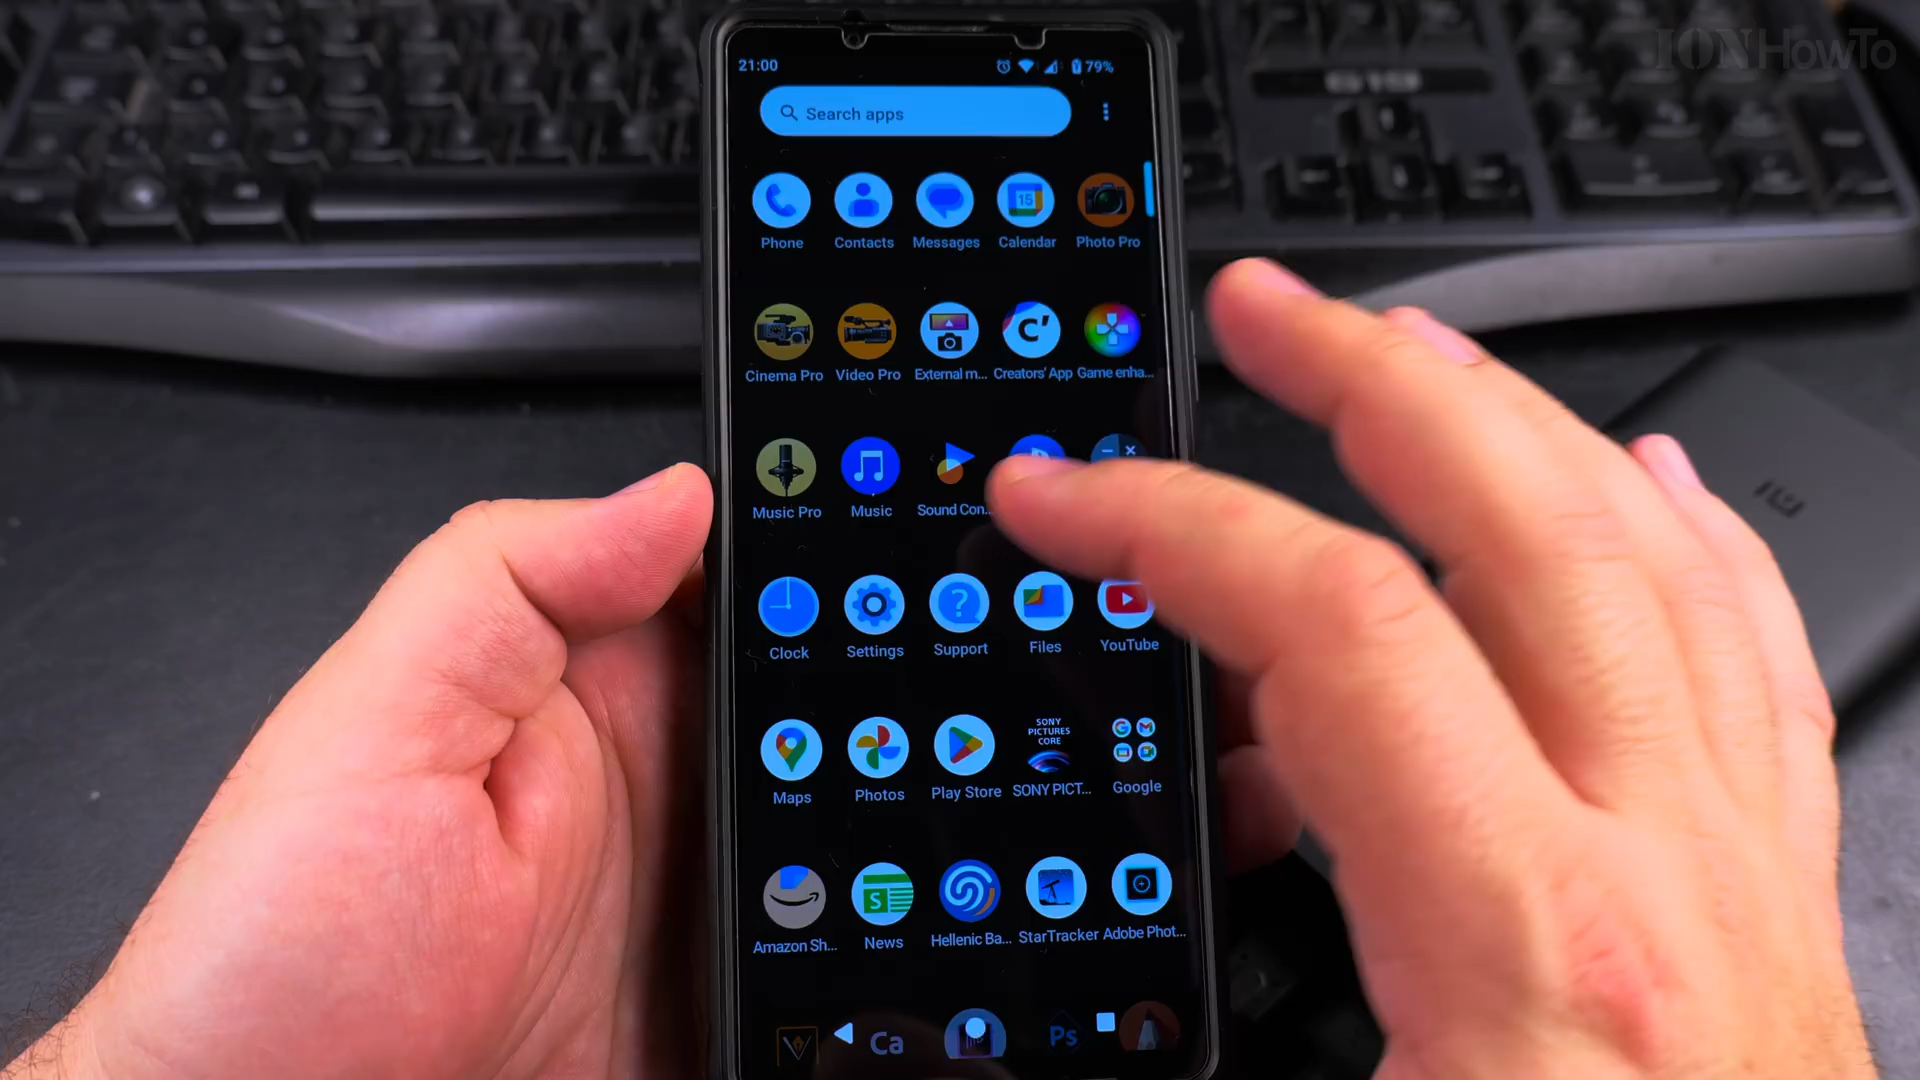 IONHowTo
G19
21:00
79%
Search apps
15
Phone
Contacts
Messages
Calendar
Photo Pro
C'
Cinema Pro
Video Pro
External m...
Creators' App
Game enha...
Music Pro
Music
Sound Con...
Clock
Settings
Support
Files
YouTube
SONY
PICTURES
CORE
Maps
Photos
Play Store
SONY PICT...
Google
S
Amazon Sh...
News
Hellenic Ba...
StarTracker
Adobe Phot...
Ca
Ps